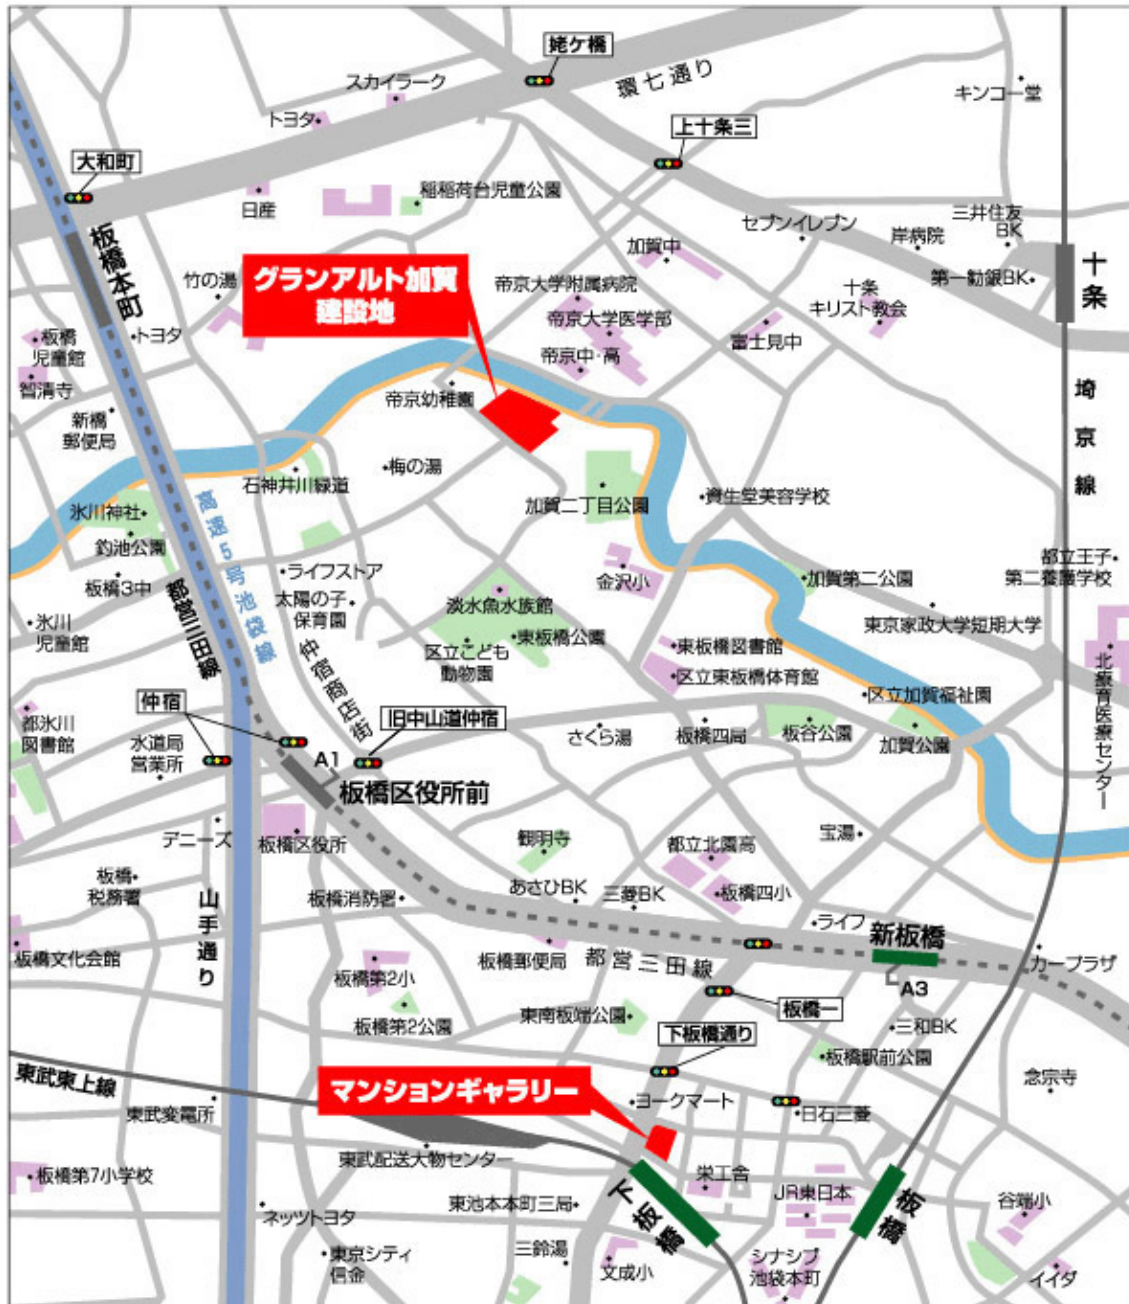 姥ケ橋
環七通り
スカイラーク
トヨタ
キンコー堂
上十条三
大和町
日産
稲稲荷台児童公園
三井住友
BK
セブンイレブン
岸病院
加賀中
板橋本町
竹の湯
グランアルト加賀
建設地
帝京大学附属病院
第一勧銀BK
十条
十条
キリスト教会
帝京大学医学部
富士見中
トヨタ
板橋
児童館
帝京中・高
智清寺
帝京幼稚園
埼京線
新橋
郵便局
梅の湯
石神井川緑道
加賀二丁目公園
資生堂美容学校
高速5号池袋線
氷川神社
釣池公園
都立王子
第二養護学校
板橋3中
ライフストア
金沢小
加賀第二公園
都営三田線
太陽の子
保育園
淡水魚水族館
氷川
児童館
東京家政大学短期大学
東板橋公園
東板橋図書館
区立こども
動物園
仲宿商店街
区立東板橋体育館
北療育医療センター
仲宿
区立加賀福祉園
都氷川
図書館
旧中山道仲宿
水道局
営業所
さくら湯
板橋四局
板谷公園
加賀公園
A1
板橋区役所前
デニーズ
板橋区役所
観明寺
都立北園高
宝湯
板橋
税務署
山手通り
板橋消防署
あさひBK
三菱BK
板橋四小
ライフ
新板橋
板橋文化会館
板橋第2小
板橋郵便局
都営三田線
カープラザ
A3
板橋一
板橋第2公園
東南板端公園
三和BK
下板橋通り
板橋駅前公園
東武東上線
マンションギャラリー
念宗寺
東武変電所
ヨークマート
日石三菱
東武配送大物センター
板橋第7小学校
栄工舎
JR東日本
ネッツトヨタ
東池本本町三局
下板橋
板橋
谷端小
東京シティ
信金
三鈴湯
文成小
シナシプ
池袋本町
イイダ